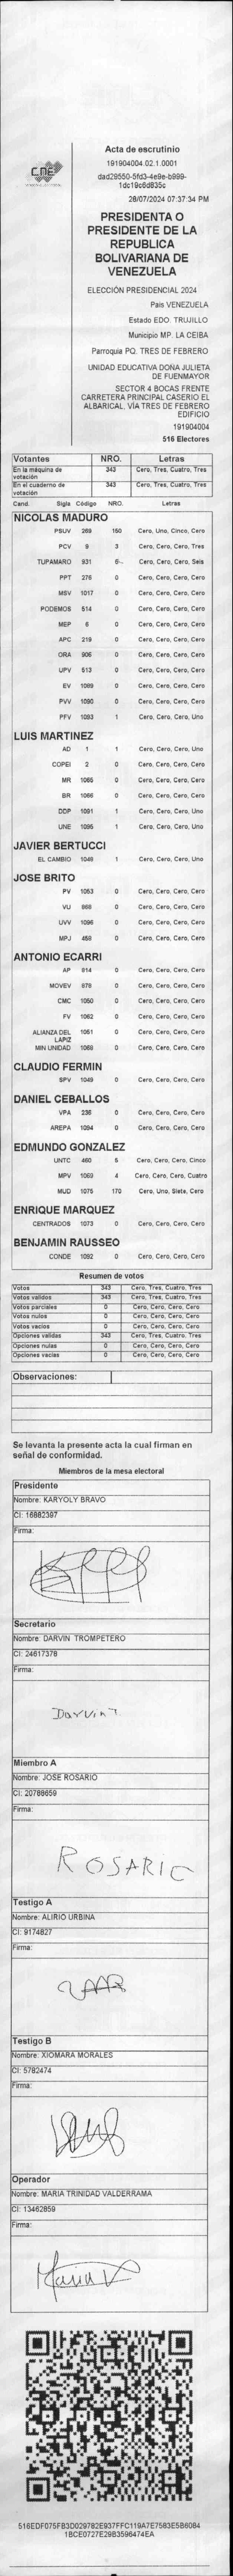 CNE
Acta de escrutinio
191904004.02.1.0001
dad29550-5fd3-4e9e-b999-
1dc19c6d835c
28/07/2024 07:37:34 PM
PRESIDENTA O
PRESIDENTE DE LA
REPUBLICA
BOLIVARIANA DE
VENEZUELA
ELECCIÓN PRESIDENCIAL 2024
Pais VENEZUELA
Estado EDO. TRUJILLO
Municipio MP. LA CEIBA
Parroquia PQ. TRES DE FEBRERO
UNIDAD EDUCATIVA DOÑA JULIETA
DE FUENMAYOR
SECTOR 4 BOCAS FRENTE
CARRETERA PRINCIPAL CASERIO EL
ALBARICAL, VIA TRES DE FEBRERO
EDIFICIO
191904004
516 Electores
Votantes NRO. Letras
En la máquina de votación 343 Cero, Tres, Cuatro, Tres
En el cuaderno de votación 343 Cero, Tres, Cuatro, Tres
Cand. Sigla Código NRO. Letras
NICOLAS MADURO
PSUV 269 150 Cero, Uno, Cinco, Cero
PCV 9 3 Cero, Cero, Cero, Tres
TUPAMARO 931 6 Cero, Cero, Cero, Seis
PPT 276 0 Cero, Cero, Cero, Cero
MSV 1017 0 Cero, Cero, Cero, Cero
PODEMOS 514 0 Cero, Cero, Cero, Cero
MEP 6 0 Cero, Cero, Cero, Cero
APC 219 0 Cero, Cero, Cero, Cero
ORA 906 0 Cero, Cero, Cero, Cero
UPV 513 0 Cero, Cero, Cero, Cero
EV 1089 0 Cero, Cero, Cero, Cero
PVV 1090 0 Cero, Cero, Cero, Cero
PFV 1093 1 Cero, Cero, Cero, Uno
LUIS MARTINEZ
AD 1 1 Cero, Cero, Cero, Uno
COPEI 2 0 Cero, Cero, Cero, Cero
MR 1065 0 Cero, Cero, Cero, Cero
BR 1066 0 Cero, Cero, Cero, Cero
DDP 1091 1 Cero, Cero, Cero, Uno
UNE 1095 1 Cero, Cero, Cero, Uno
JAVIER BERTUCCI
EL CAMBIO 1046 1 Cero, Cero, Cero, Uno
JOSE BRITO
PV 1053 0 Cero, Cero, Cero, Cero
VU 868 0 Cero, Cero, Cero, Cero
UVV 1096 0 Cero, Cero, Cero, Cero
MPJ 458 0 Cero, Cero, Cero, Cero
ANTONIO ECARRI
AP 814 0 Cero, Cero, Cero, Cero
MOVEV 878 0 Cero, Cero, Cero, Cero
CMC 1050 0 Cero, Cero, Cero, Cero
FV 1062 0 Cero, Cero, Cero, Cero
ALIANZA DEL LAPIZ 1051 0 Cero, Cero, Cero, Cero
MIN UNIDAD 1068 0 Cero, Cero, Cero, Cero
CLAUDIO FERMIN
SPV 1049 0 Cero, Cero, Cero, Cero
DANIEL CEBALLOS
VPA 236 0 Cero, Cero, Cero, Cero
AREPA 1094 0 Cero, Cero, Cero, Cero
EDMUNDO GONZALEZ
UNTC 460 5 Cero, Cero, Cero, Cinco
MPV 1069 4 Cero, Cero, Cero, Cuatro
MUD 1075 170 Cero, Uno, Siete, Cero
ENRIQUE MARQUEZ
CENTRADOS 1073 0 Cero, Cero, Cero, Cero
BENJAMIN RAUSSEO
CONDE 1092 0 Cero, Cero, Cero, Cero
Resumen de votos
Votos 343 Cero, Tres, Cuatro, Tres
Votos validos 343 Cero, Tres, Cuatro, Tres
Votos parciales 0 Cero, Cero, Cero, Cero
Votos nulos 0 Cero, Cero, Cero, Cero
Votos vacios 0 Cero, Cero, Cero, Cero
Opciones validas 343 Cero, Tres, Cuatro, Tres
Opciones nulas 0 Cero, Cero, Cero, Cero
Opciones vacias 0 Cero, Cero, Cero, Cero
Observaciones:
Se levanta la presente acta la cual firman en
señal de conformidad.
Miembros de la mesa electoral
Presidente
Nombre: KARYOLY BRAVO
CI: 16882397
Firma:
Secretario
Nombre: DARVIN TROMPETERO
CI: 24617378
Firma:
Darvin T
Miembro A
Nombre: JOSE ROSARIO
CI: 20788659
Firma:
ROSARIO
Testigo A
Nombre: ALIRIO URBINA
CI: 9174827
Firma:
Testigo B
Nombre: XIOMARA MORALES
CI: 5782474
Firma:
Operador
Nombre: MARIA TRINIDAD VALDERRAMA
CI: 13462859
Firma:
Maria V
516EDF075FB3D029782E937FFC119A7E7583E5B6084
1BCE0727E29B3596474EA